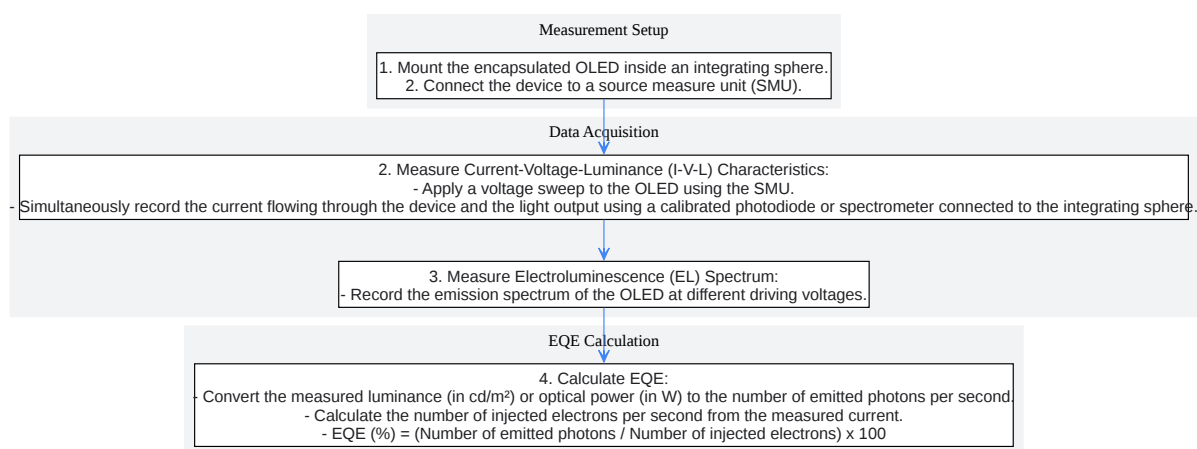 Measurement Setup
1. Mount the encapsulated OLED inside an integrating sphere.
2. Connect the device to a source measure unit (SMU).
Data Acquisition
2. Measure Current-Voltage-Luminance (I-V-L) Characteristics:
- Apply a voltage sweep to the OLED using the SMU.
- Simultaneously record the current flowing through the device and the light output using a calibrated photodiode or spectrometer connected to the integrating sphere.
3. Measure Electroluminescence (EL) Spectrum:
- Record the emission spectrum of the OLED at different driving voltages.
EQE Calculation
4. Calculate EQE:
- Convert the measured luminance (in cd/m²) or optical power (in W) to the number of emitted photons per second.
- Calculate the number of injected electrons per second from the measured current.
- EQE (%) = (Number of emitted photons / Number of injected electrons) x 100